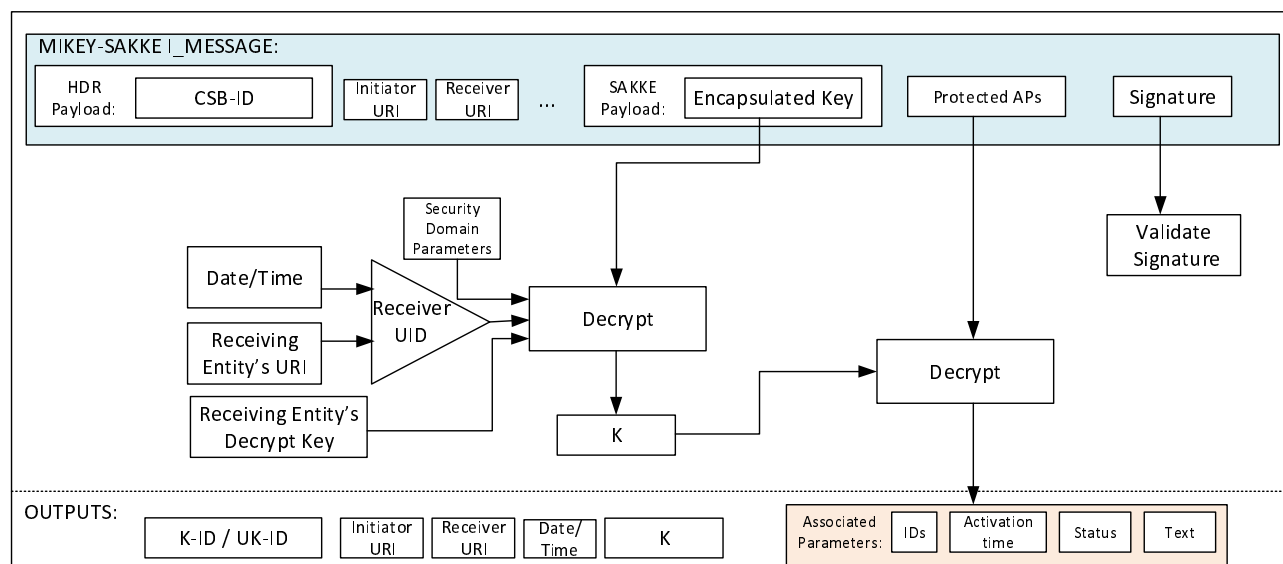 MIKEY-SAKKE I_MESSAGE:
HDR
Payload:
CSB-ID
Initiator
URI
Receiver
URI
...
SAKKE
Payload:
Encapsulated Key
Protected APs
Signature
Security
Domain
Parameters
Validate
Signature
Date/Time
Receiver
UID
Decrypt
Receiving
Entity’s URI
Decrypt
Receiving Entity’s
Decrypt Key
K
OUTPUTS:
K-ID / UK-ID
Initiator
URI
Receiver
URI
Date/
Time
K
Associated
Parameters:
IDs
Activation
time
Status
Text